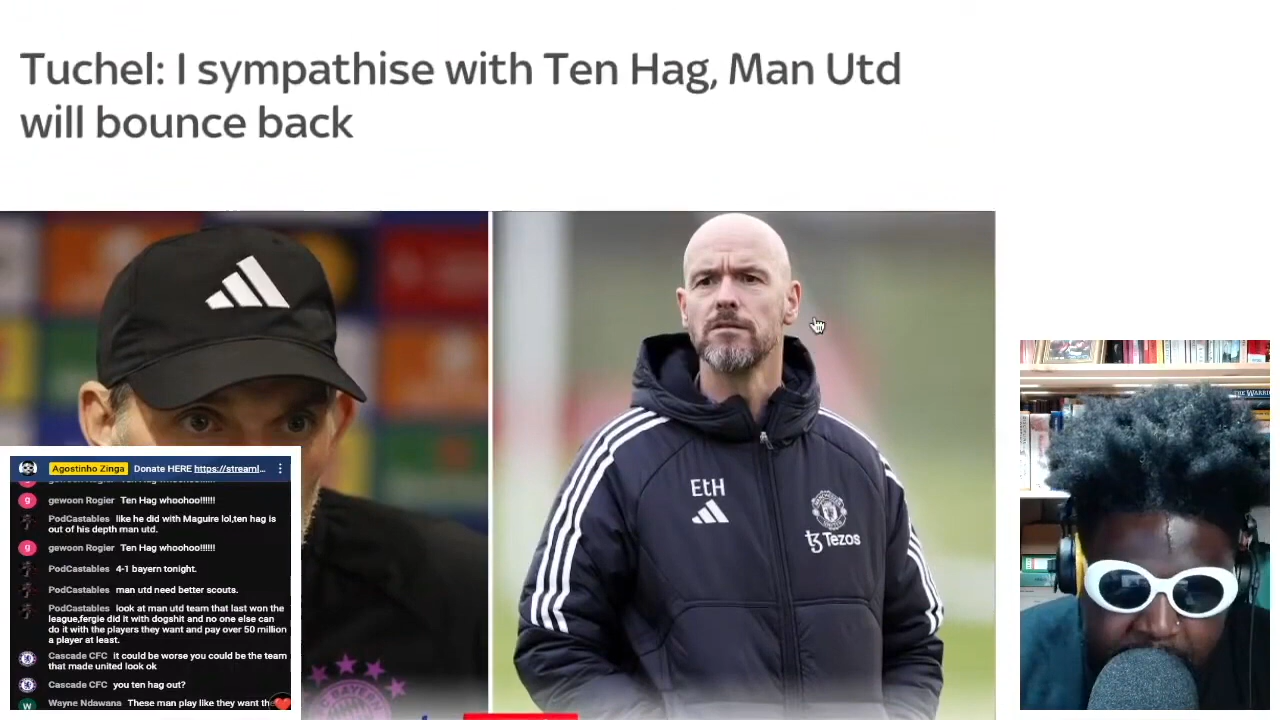 Tuchel: I sympathise with Ten Hag, Man Utd
will bounce back
EtH
Tezos
BAYERN
THE WARRI
Agostinho Zinga Donate HERE https://streaml...
gewoon Rogier Ten Hag whoohoo!!!!!!
PodCastables like he did with Maguire lol,ten hag is
out of his depth man utd.
gewoon Rogier Ten Hag whoohoo!!!!!!
PodCastables 4-1 bayern tonight.
PodCastables man utd need better scouts.
PodCastables look at man utd team that last won the
league,fergie did it with dogshit and no one else can
do it with the players they want and pay over 50 million
a player at least.
Cascade CFC it could be worse you could be the team
that made united look ok
Cascade CFC you ten hag out?
Wayne Ndawana These man play like they want th